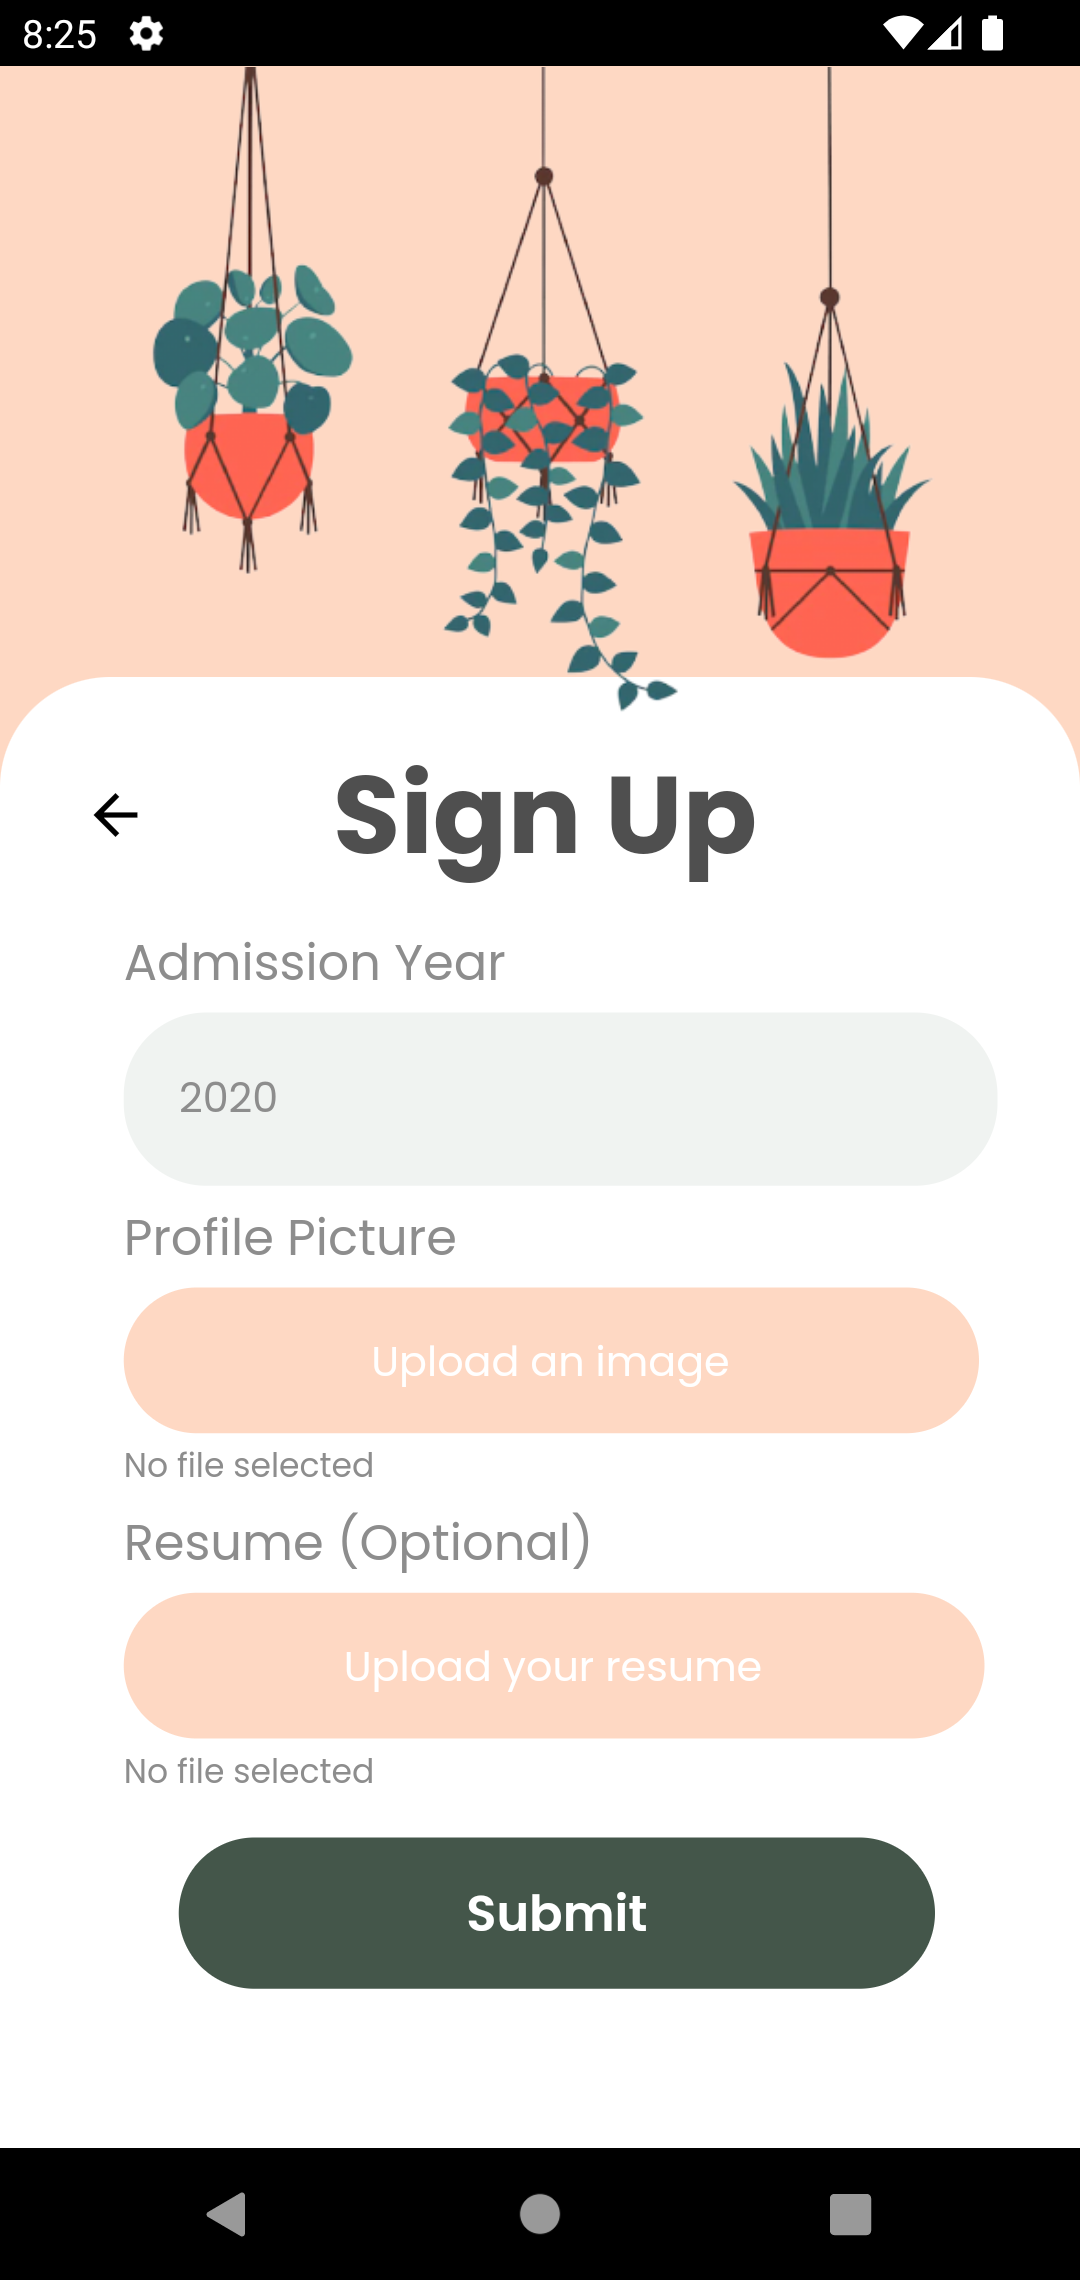 8:25
Sign Up
Admission Year
2020
Profile Picture
Upload an image
No file selected
Resume (Optional)
Upload your resume
No file selected
Submit